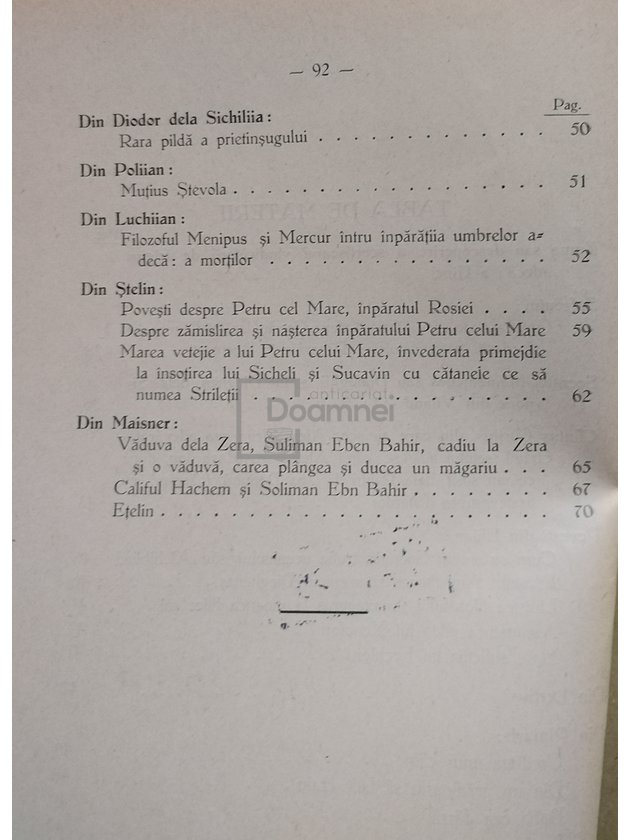 — 92 —
Pag.
Din Diodor dela Sichiliia:
Rara pildă a prietinșugului . . . . . . . . . . . . . 50
Din Poliian:
Muțius Ștevola . . . . . . . . . . . . . . . . . . 51
Din Luchiian:
Filozoful Menipus și Mercur întru înpărățiia umbrelor a-
decă: a morților . . . . . . . . . . . . . . . . 52
Din Ștelin:
Povești despre Petru cel Mare, înpăratul Rosiei . . . . 55
Despre zămislirea și nășterea înpăratului Petru celui Mare 59
Marea vetejie a lui Petru celui Mare, învederata primejdie
la însoțirea lui Sicheli și Sucavin cu cătanele ce să
numea Strileții . . . . . . . . . . . . . . . . . 62
antichariat
Doamnei
Din Maisner:
Văduva dela Zera, Suliman Eben Bahir, cadiu la Zera
și o văduvă, carea plângea și ducea un măgariu . . . 65
Califul Hachem și Soliman Ebn Bahir . . . . . . . . 67
Ețelin . . . . . . . . . . . . . . . . . . . . . . 70